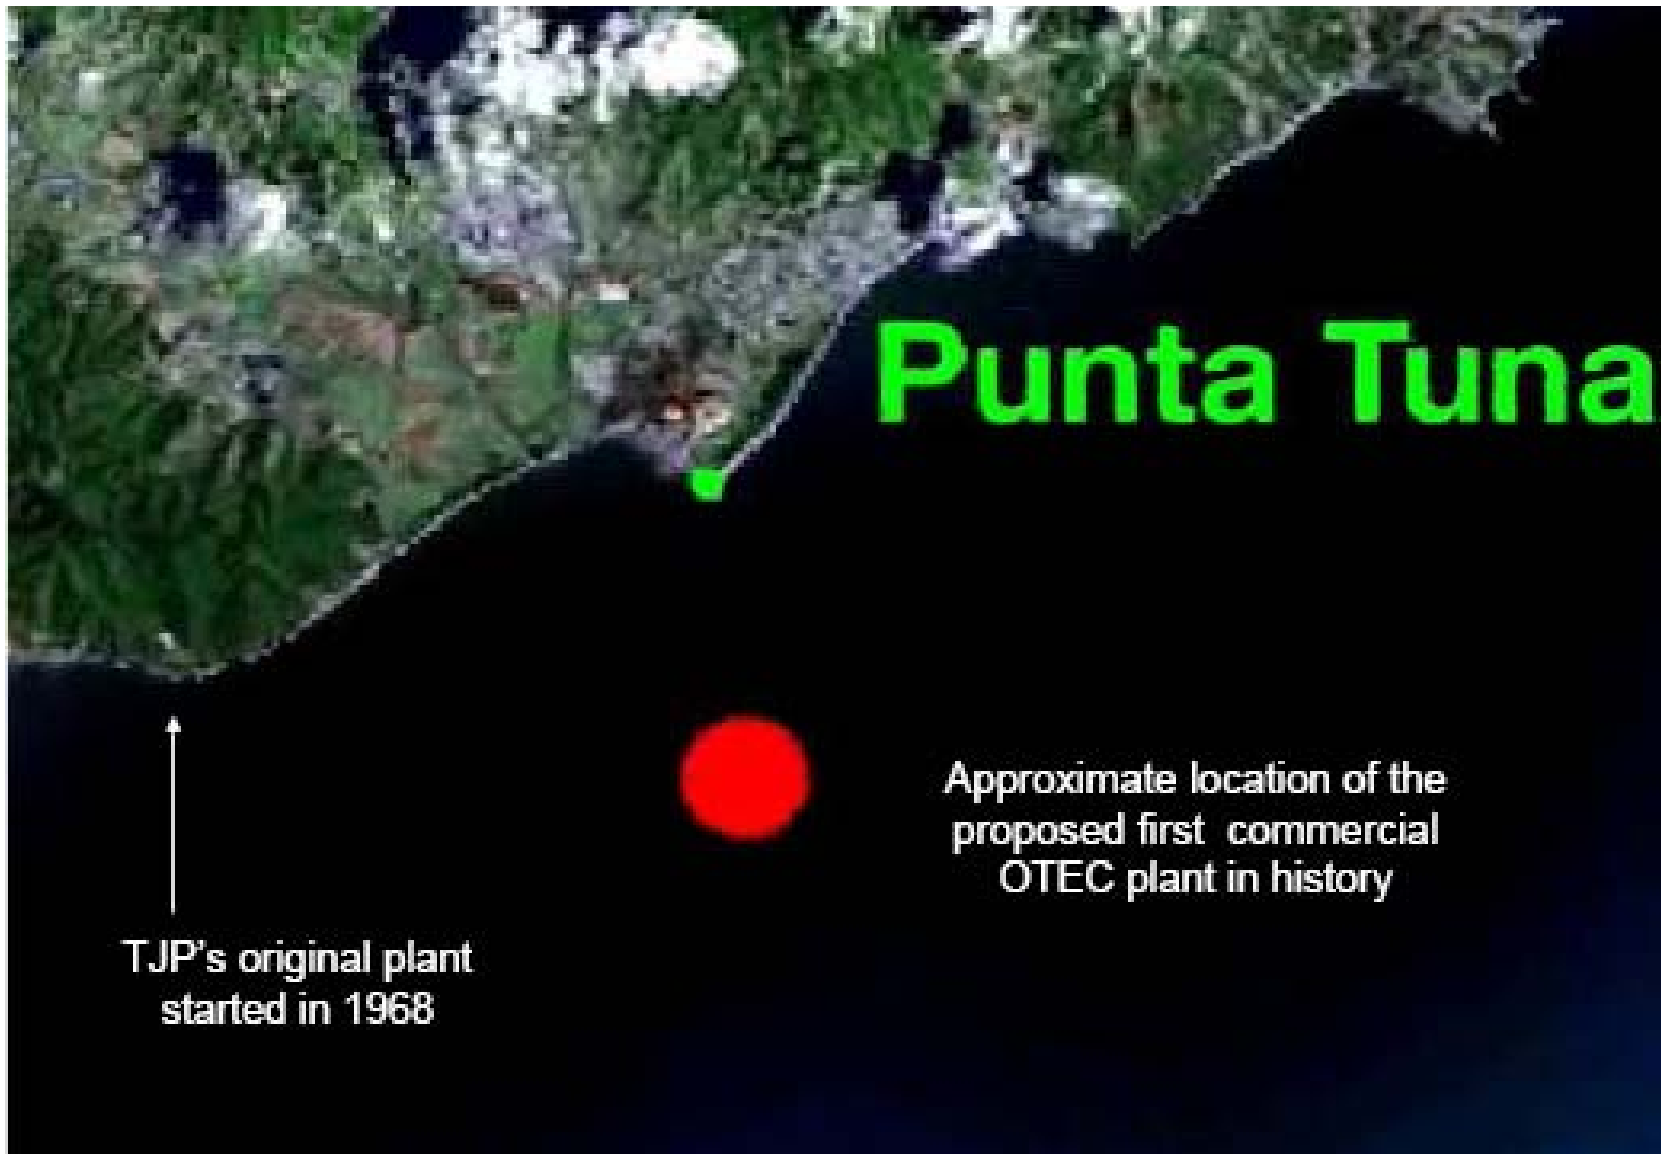 Punta Tuna
Approximate location of the
proposed first commercial
OTEC plant in history
TJP's original plant
started in 1968